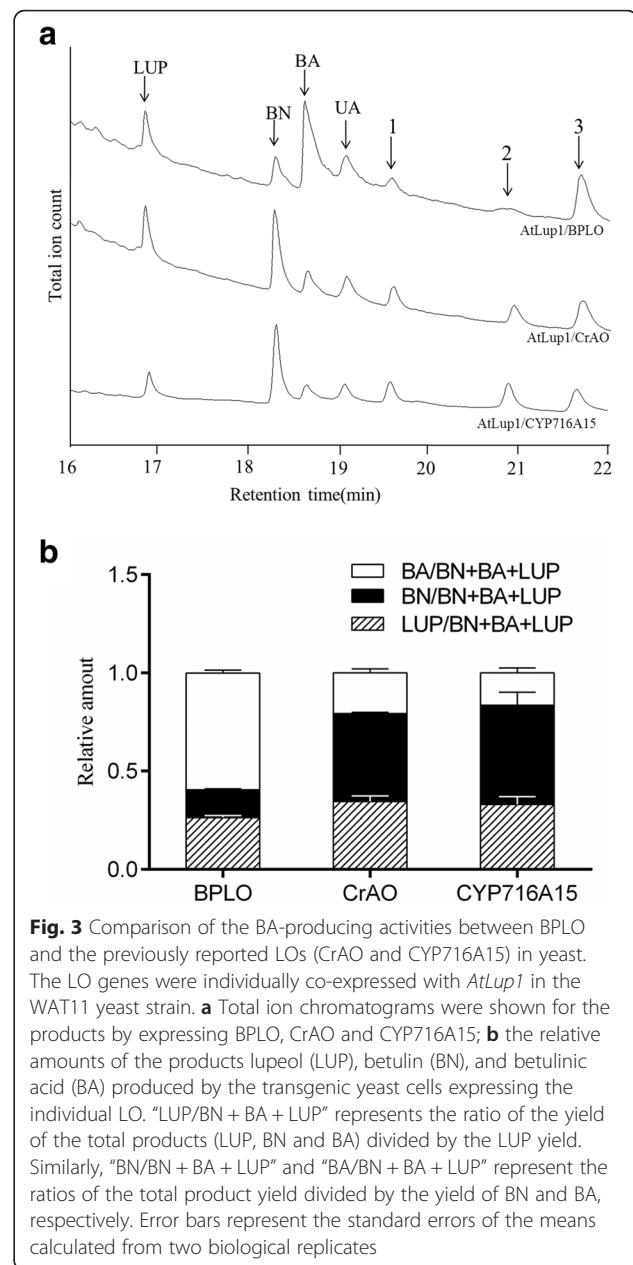 a
LUP
BN
BA
UA
1
2
3
AtLup1/BPLO
AtLup1/CrAO
AtLup1/CYP716A15
Total ion count
16 17 18 19 20 21 22
Retention time(min)
b
BA/BN+BA+LUP
BN/BN+BA+LUP
LUP/BN+BA+LUP
1.5
1.0
0.5
0.0
Relative amout
BPLO CrAO CYP716A15
Fig. 3 Comparison of the BA-producing activities between BPLO
and the previously reported LOs (CrAO and CYP716A15) in yeast.
The LO genes were individually co-expressed with AtLup1 in the
WAT11 yeast strain. a Total ion chromatograms were shown for the
products by expressing BPLO, CrAO and CYP716A15; b the relative
amounts of the products lupeol (LUP), betulin (BN), and betulinic
acid (BA) produced by the transgenic yeast cells expressing the
individual LO. “LUP/BN + BA + LUP” represents the ratio of the yield
of the total products (LUP, BN and BA) divided by the LUP yield.
Similarly, “BN/BN + BA + LUP” and “BA/BN + BA + LUP” represent the
ratios of the total product yield divided by the yield of BN and BA,
respectively. Error bars represent the standard errors of the means
calculated from two biological replicates